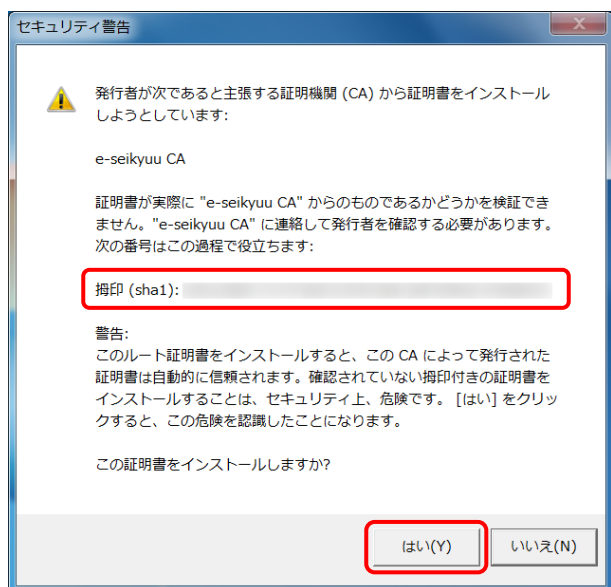 セキュリティ警告
発行者が次であると主張する証明機関 (CA) から証明書をインストール
しようとしています:
e-seikyuu CA
証明書が実際に "e-seikyuu CA" からのものであるかどうかを検証でき
ません。"e-seikyuu CA" に連絡して発行者を確認する必要があります。
次の番号はこの過程で役立ちます:
拇印 (sha1):
警告:
このルート証明書をインストールすると、この CA によって発行された
証明書は自動的に信頼されます。確認されていない拇印付きの証明書を
インストールすることは、セキュリティ上、危険です。 [はい] をクリッ
クすると、この危険を認識したことになります。
この証明書をインストールしますか?
はい(Y)
いいえ(N)